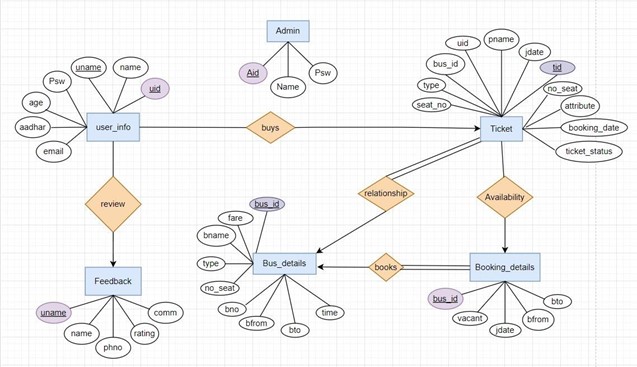 Admin
Aid
Name
Psw
uname
name
Psw
uid
age
aadhar
email
user_info
buys
uid
pname
jdate
bus_id
tid
type
no_seat
seat_no
attribute
booking_date
ticket_status
Ticket
review
relationship
Availability
bus_id
fare
bname
type
no_seat
Bus_details
bno
bfrom
bto
time
books
Booking_details
bus_id
vacant
jdate
bfrom
bto
Feedback
uname
name
phno
rating
comm